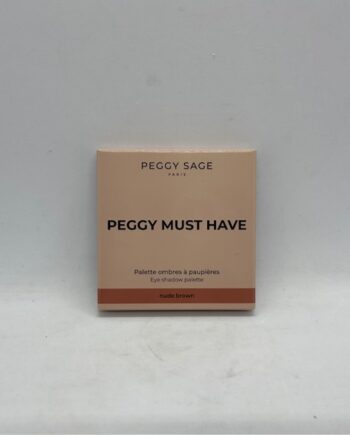 PEGGY SAGE
PARIS
PEGGY MUST HAVE
Palette ombres à paupières
Eye shadow palette
nude brown